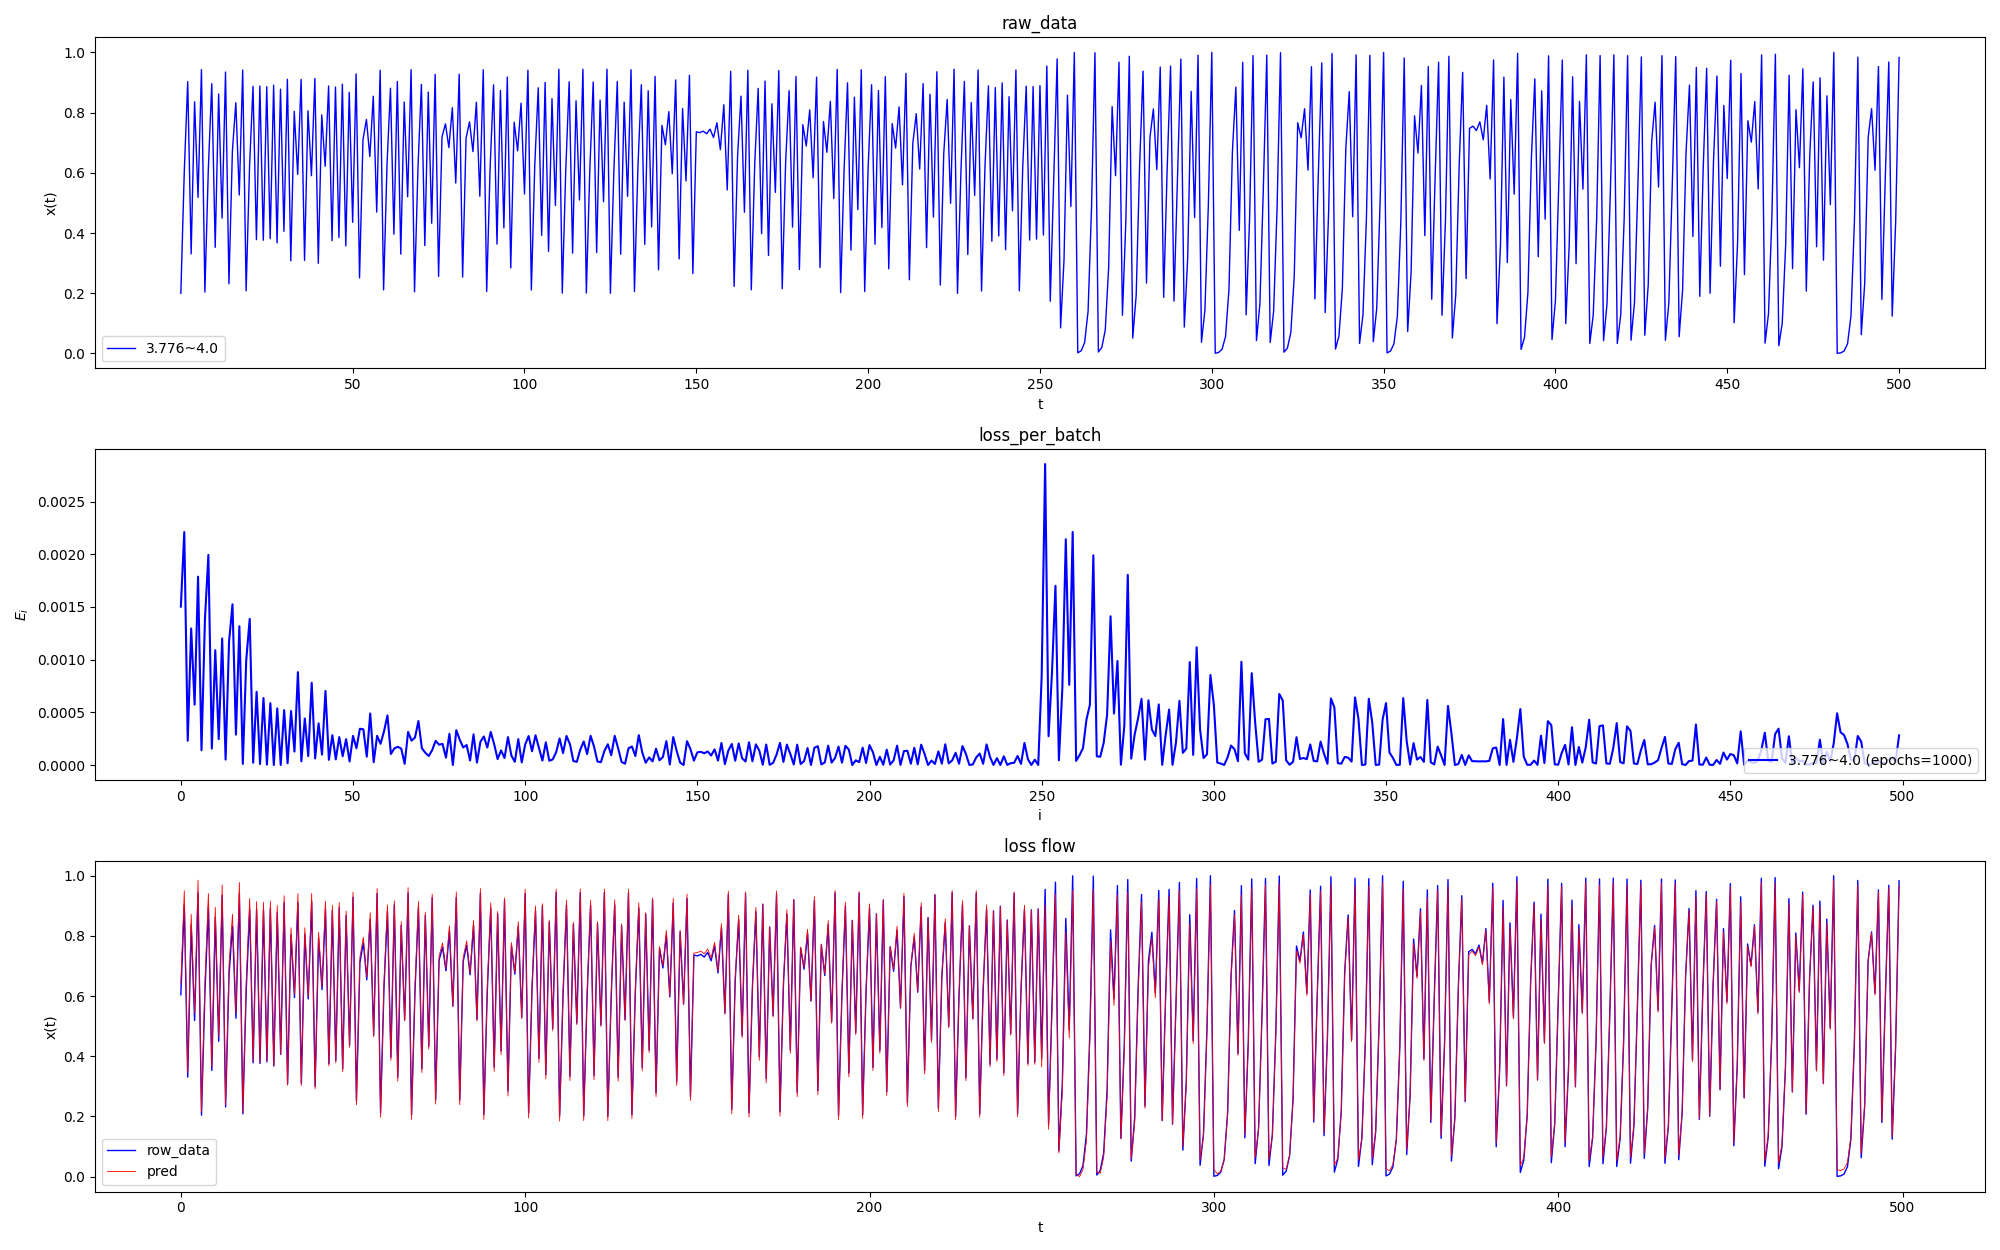 raw_data
1.0
0.8
0.6
0.4
0.2
0.0
x(t)
3.776~4.0
50 100 150 200 250 300 350 400 450 500
t
loss_per_batch
0.0025
0.0020
0.0015
0.0010
0.0005
0.0000
E_i
3.776~4.0 (epochs=1000)
0 50 100 150 200 250 300 350 400 450 500
i
loss flow
1.0
0.8
0.6
0.4
0.2
0.0
x(t)
row_data
pred
0 100 200 300 400 500
t